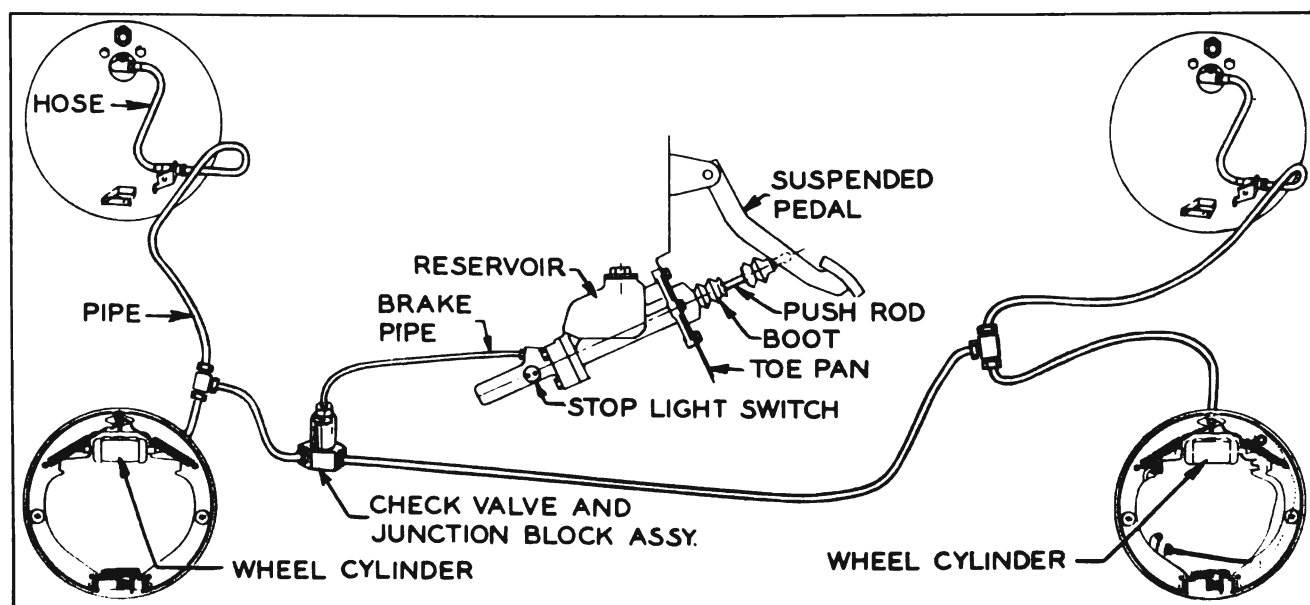 HOSE
SUSPENDED
PEDAL
RESERVOIR
BRAKE
PIPE
PIPE
PUSH ROD
BOOT
TOE PAN
STOP LIGHT SWITCH
CHECK VALVE AND
JUNCTION BLOCK ASSY.
WHEEL CYLINDER
WHEEL CYLINDER